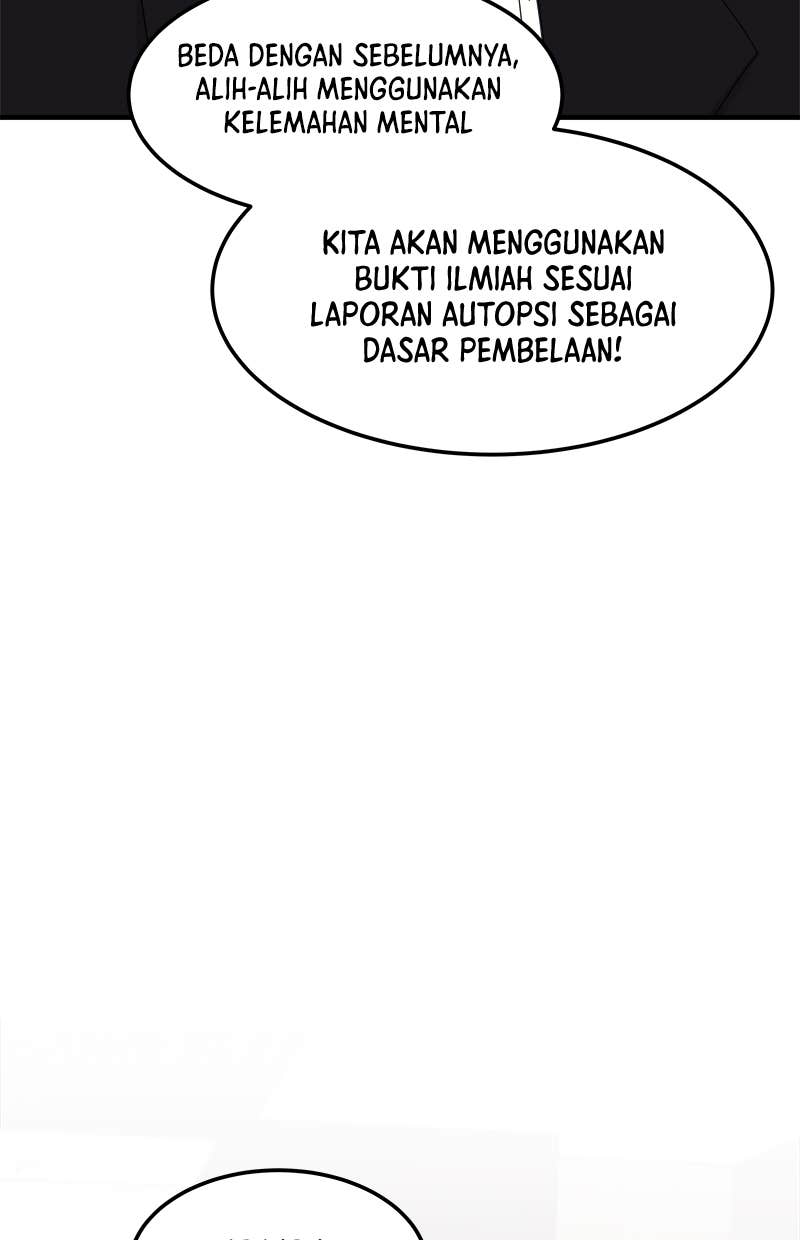 BEDA DENGAN SEBELUMNYA,
ALIH-ALIH MENGGUNAKAN
KELEMAHAN MENTAL
KITA AKAN MENGGUNAKAN
BUKTI ILMIAH SESUAI
LAPORAN AUTOPSI SEBAGAI
DASAR PEMBELAAN!